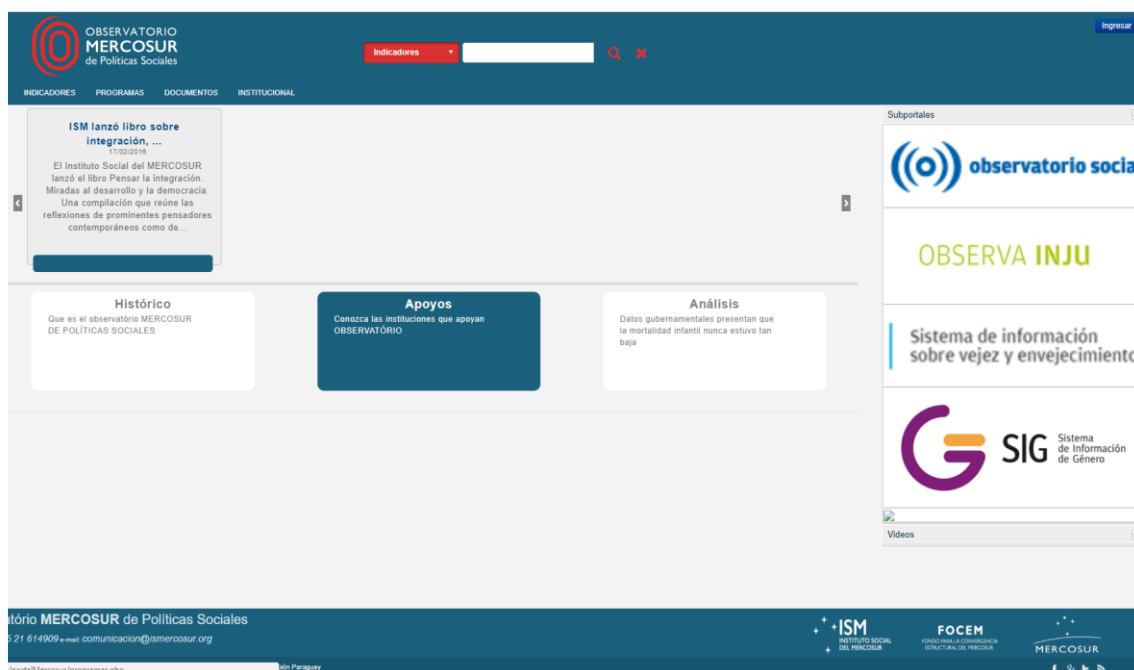 OBSERVATORIO
MERCOSUR
de Políticas Sociales
Indicadores
Ingresar
INDICADORES PROGRAMAS DOCUMENTOS INSTITUCIONAL
ISM lanzó libro sobre
integración, ...
17/02/2016
El Instituto Social del MERCOSUR
lanzó el libro Pensar la integración.
Miradas al desarrollo y la democracia.
Una compilación que reúne las
reflexiones de prominentes pensadores
contemporáneos como de...
Histórico
Que es el observatório MERCOSUR
DE POLÍTICAS SOCIALES
Apoyos
Conozca las instituciones que apoyan
OBSERVATÓRIO
Análisis
Datos gubernamentales presentan que
la mortalidad infantil nunca estuvo tan
baja
Subportales
observatorio socia
OBSERVA INJU
Sistema de información
sobre vejez y envejecimiento
SIG Sistema
de Información
de Género
Videos
tório MERCOSUR de Políticas Sociales
21 614909 e-mail: comunicacion@ismercosur.org
ISM
INSTITUTO SOCIAL
DEL MERCOSUR
FOCEM
FONDO PARA LA CONVERGENCIA
ESTRUCTURAL DEL MERCOSUR
MERCOSUR
Paraguay